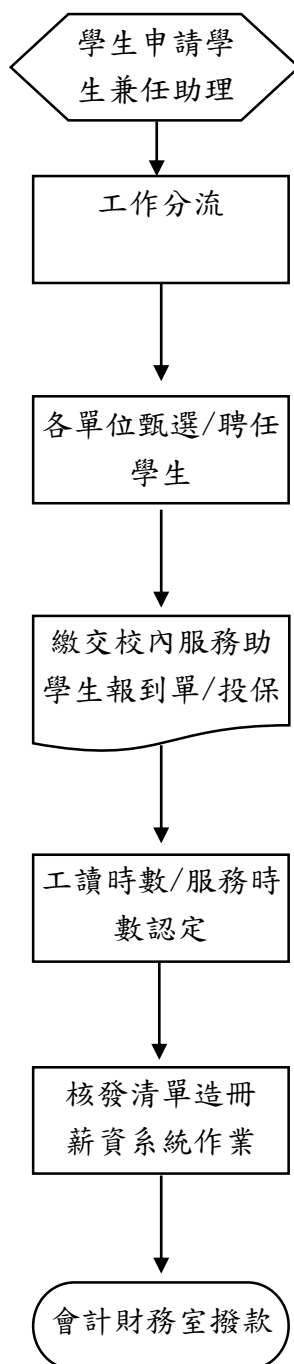 學生申請學
生兼任助理
工作分流
各單位甄選/聘任
學生
繳交校內服務助
學生報到單/投保
工讀時數/服務時
數認定
核發清單造冊
薪資系統作業
會計財務室撥款